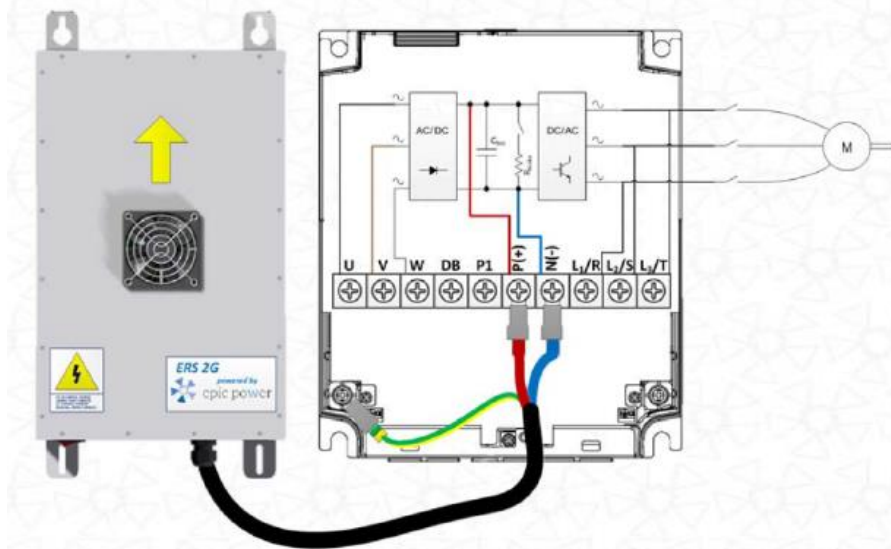 AC/DC
DC/AC
M
U V W DB P1 P(+) N(-) L₁/R L₂/S L₃/T
ERS 2G
powered by
epic power